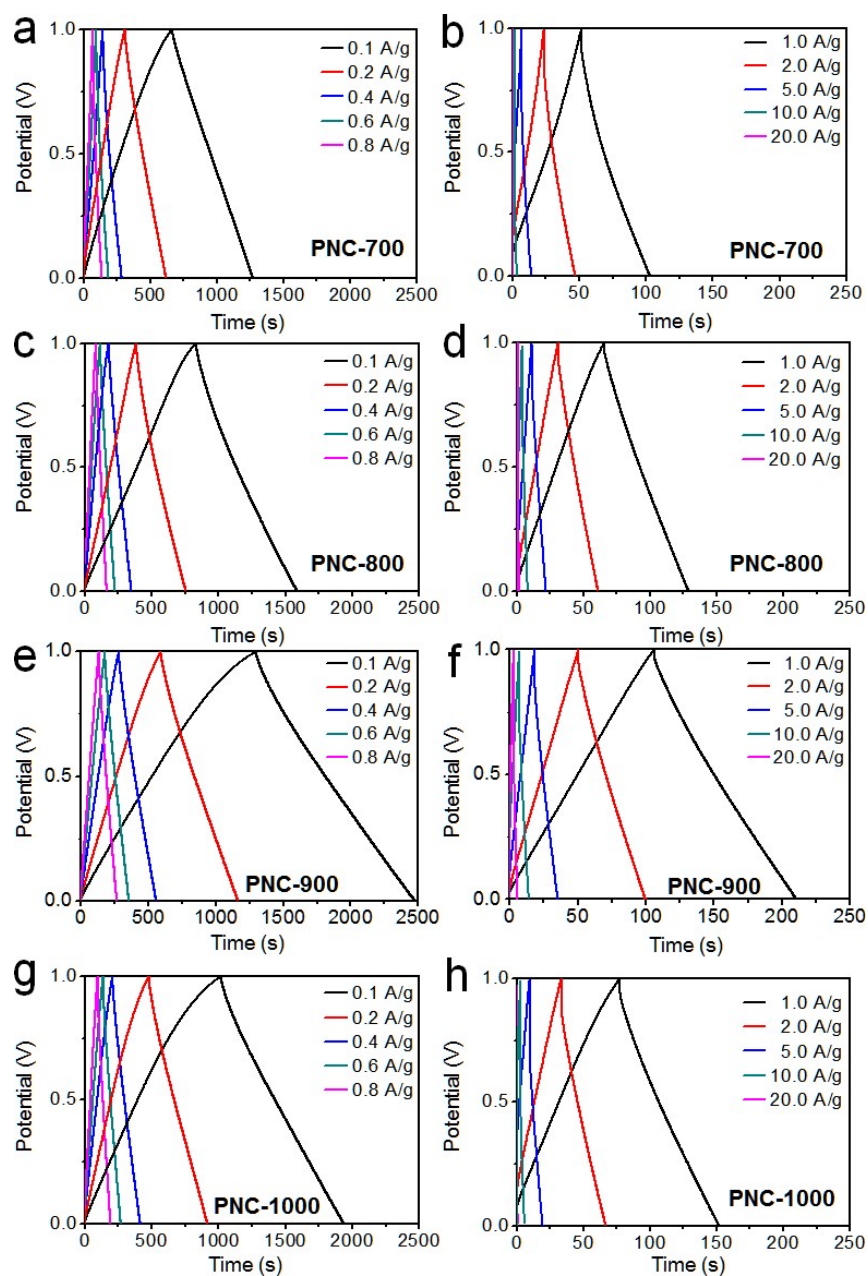 a
1.0
0.5
0.0
Potential (V)
0.1 A/g
0.2 A/g
0.4 A/g
0.6 A/g
0.8 A/g
PNC-700
0 500 1000 1500 2000 2500
Time (s)
b
1.0
0.5
0.0
Potential (V)
1.0 A/g
2.0 A/g
5.0 A/g
10.0 A/g
20.0 A/g
PNC-700
0 50 100 150 200 250
Time (s)
c
1.0
0.5
0.0
Potential (V)
0.1 A/g
0.2 A/g
0.4 A/g
0.6 A/g
0.8 A/g
PNC-800
0 500 1000 1500 2000 2500
Time (s)
d
1.0
0.5
0.0
Potential (V)
1.0 A/g
2.0 A/g
5.0 A/g
10.0 A/g
20.0 A/g
PNC-800
0 50 100 150 200 250
Time (s)
e
1.0
0.5
0.0
Potential (V)
0.1 A/g
0.2 A/g
0.4 A/g
0.6 A/g
0.8 A/g
PNC-900
0 500 1000 1500 2000 2500
Time (s)
f
1.0
0.5
0.0
Potential (V)
1.0 A/g
2.0 A/g
5.0 A/g
10.0 A/g
20.0 A/g
PNC-900
0 50 100 150 200 250
Time (s)
g
1.0
0.5
0.0
Potential (V)
0.1 A/g
0.2 A/g
0.4 A/g
0.6 A/g
0.8 A/g
PNC-1000
0 500 1000 1500 2000 2500
Time (s)
h
1.0
0.5
0.0
Potential (V)
1.0 A/g
2.0 A/g
5.0 A/g
10.0 A/g
20.0 A/g
PNC-1000
0 50 100 150 200 250
Time (s)